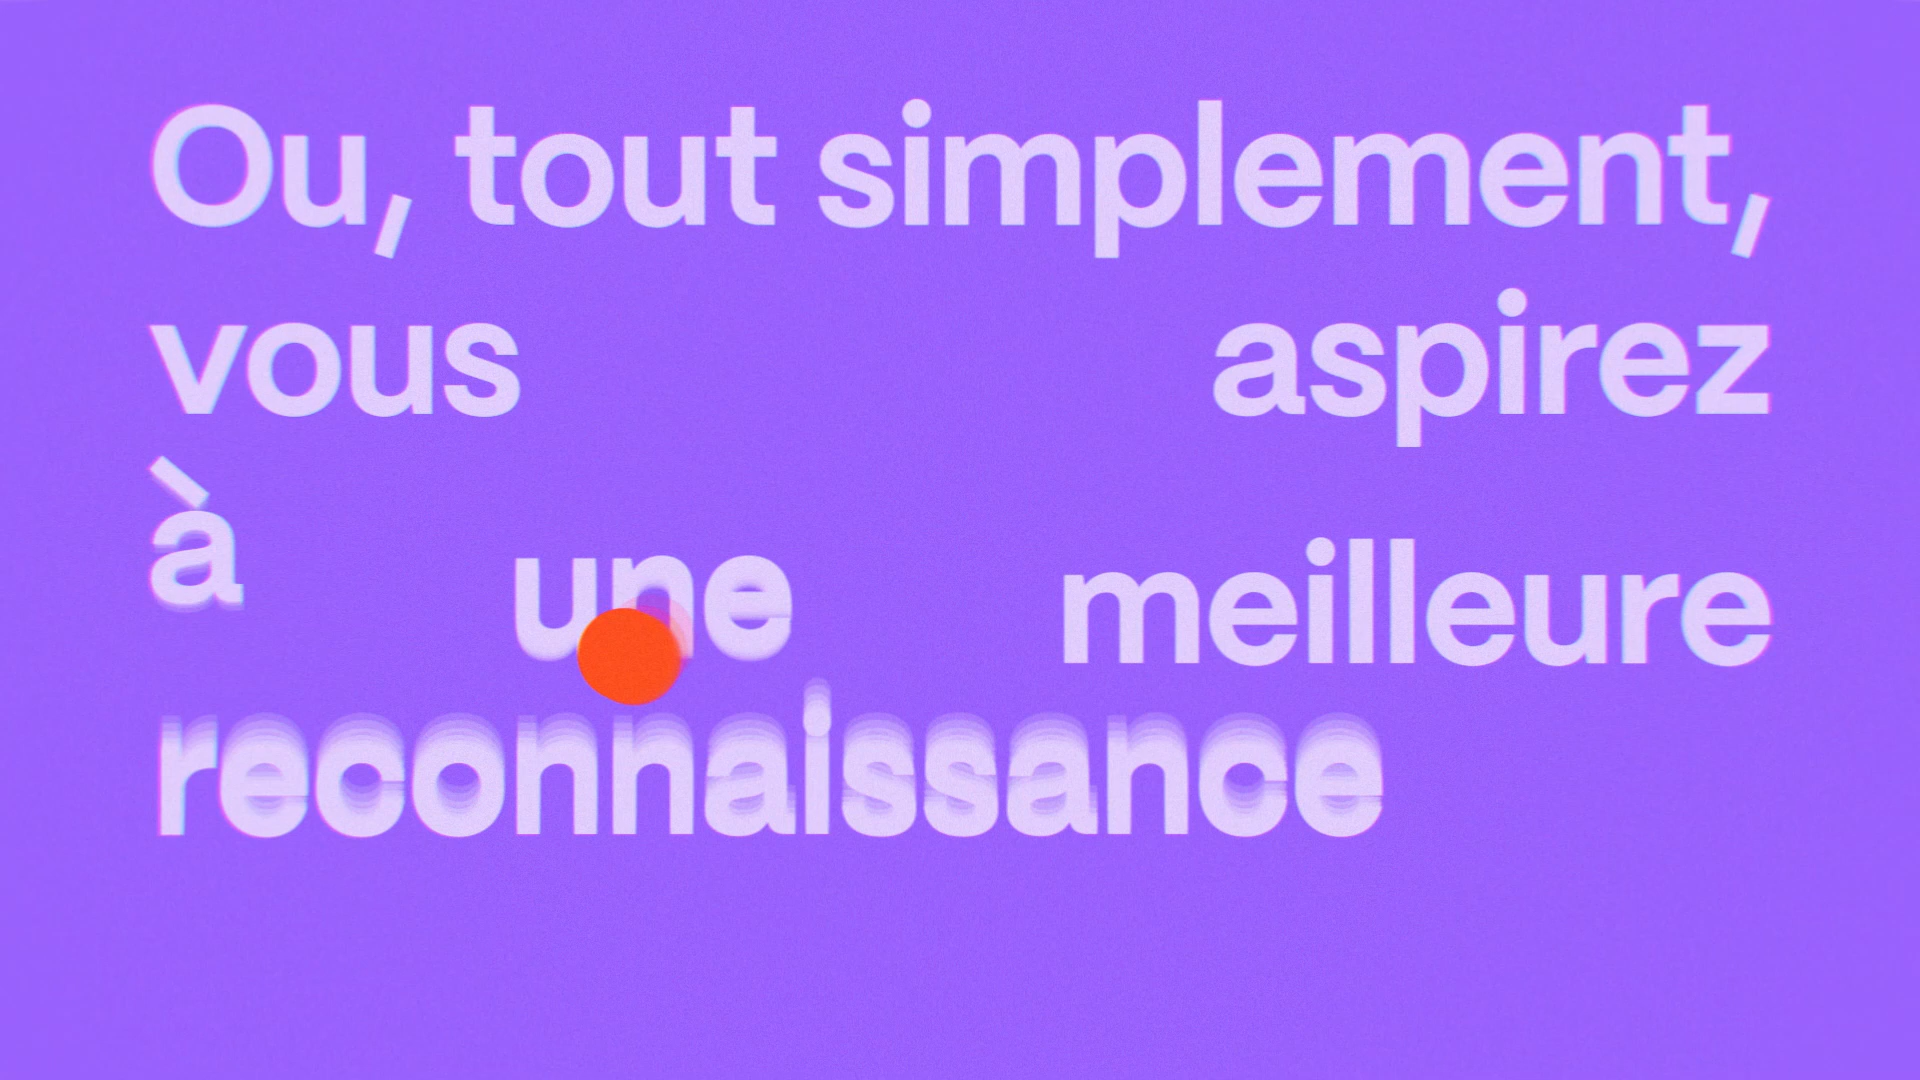 Ou, tout simplement,
vous aspirez
à une meilleure
reconnaissance